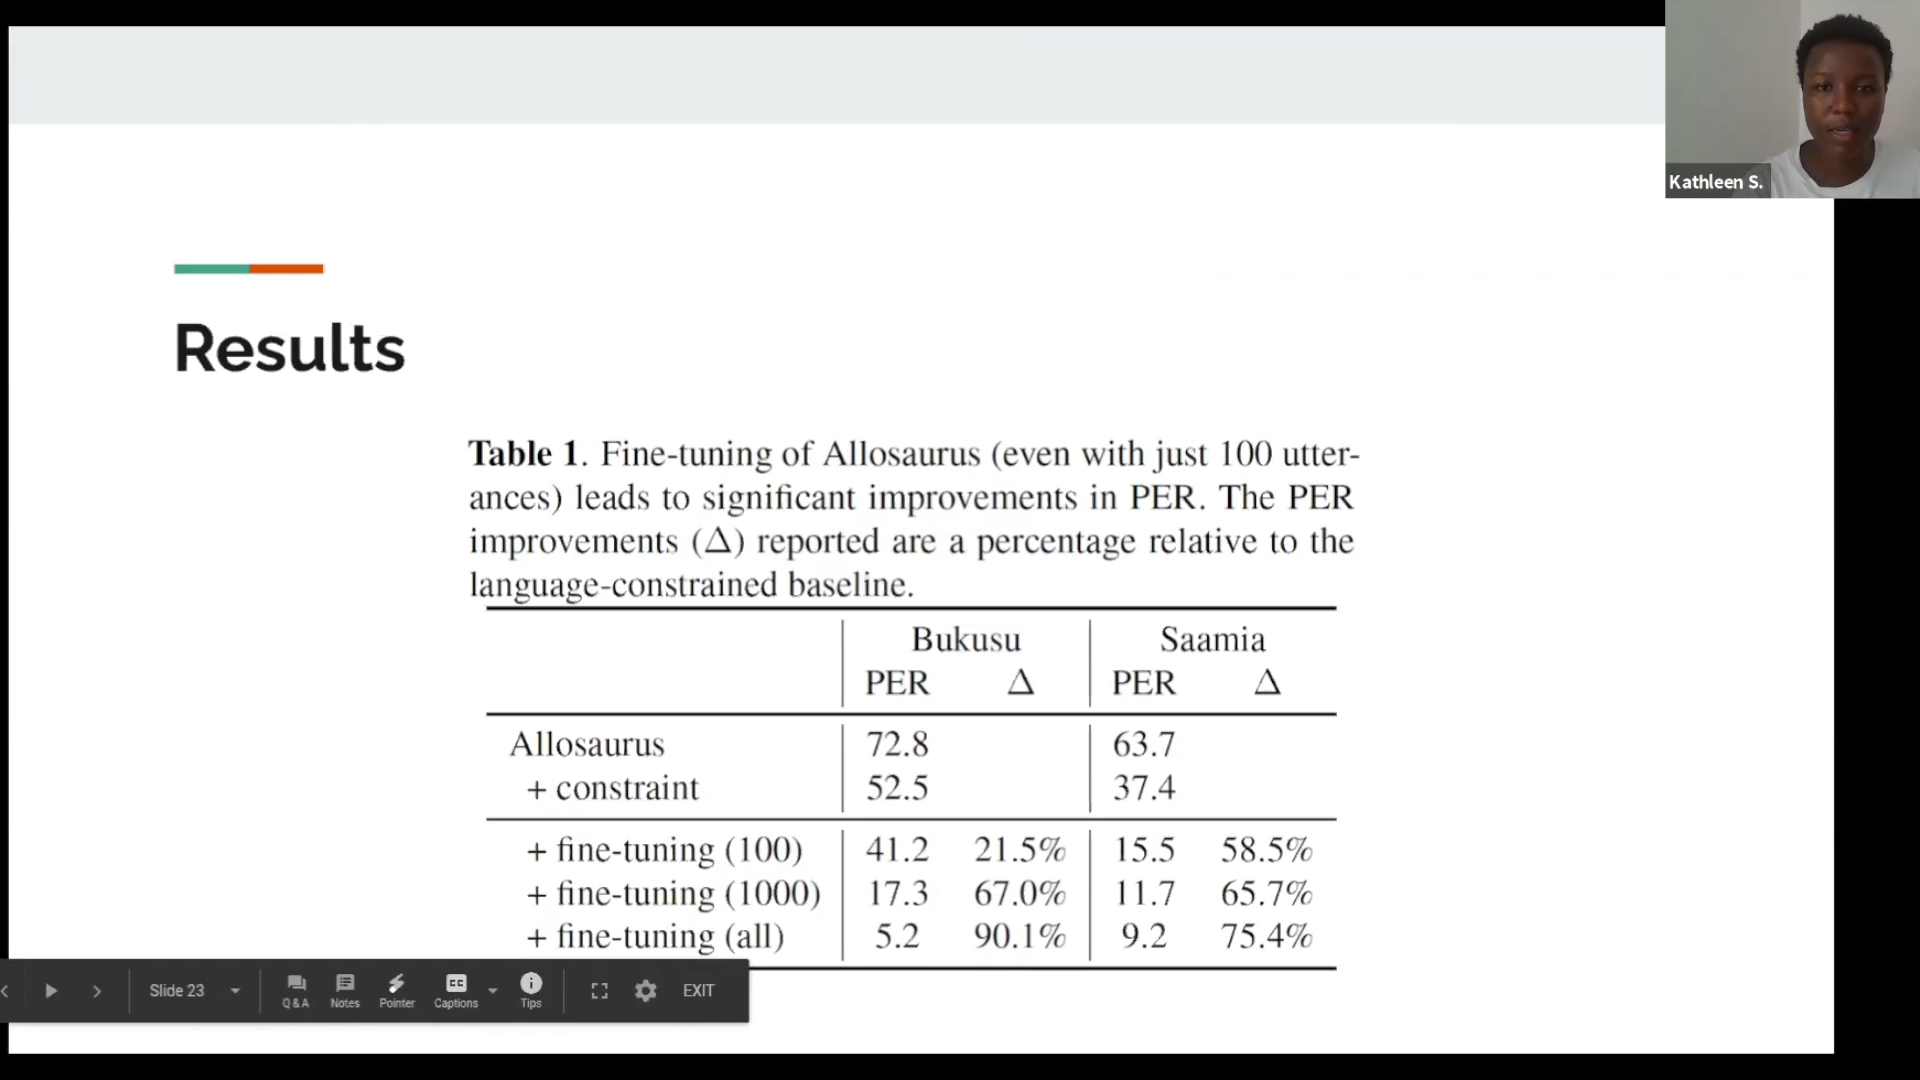 Kathleen S.
Results
Table 1. Fine-tuning of Allosaurus (even with just 100 utter-
ances) leads to significant improvements in PER. The PER
improvements (Δ) reported are a percentage relative to the
language-constrained baseline.
Bukusu Saamia
PER Δ PER Δ
Allosaurus 72.8 63.7
+ constraint 52.5 37.4
+ fine-tuning (100) 41.2 21.5% 15.5 58.5%
+ fine-tuning (1000) 17.3 67.0% 11.7 65.7%
+ fine-tuning (all) 5.2 90.1% 9.2 75.4%
Slide 23 Q&A Notes Pointer CC Captions Tips EXIT